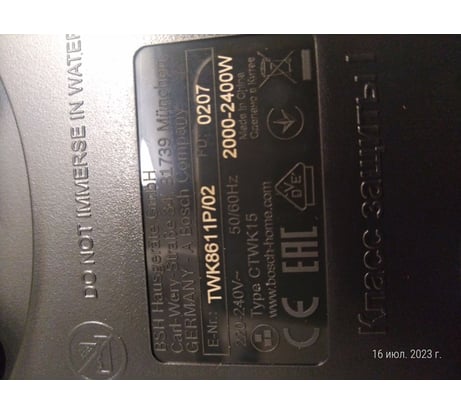 DO NOT IMMERSE IN WATER
BSH Hausgeräte GmbH
Carl-Wery-Straße 34, 81739 München
GERMANY - A Bosch Company
E-Nr.: TWK8611P/02 FD: 0207
220-240V~ 50/60Hz 2000-2400W
Type CTWK15 Made in China
www.bosch-home.com Сделано в Китае
CE EAC
Класс защиты I
16 июл. 2023 г.